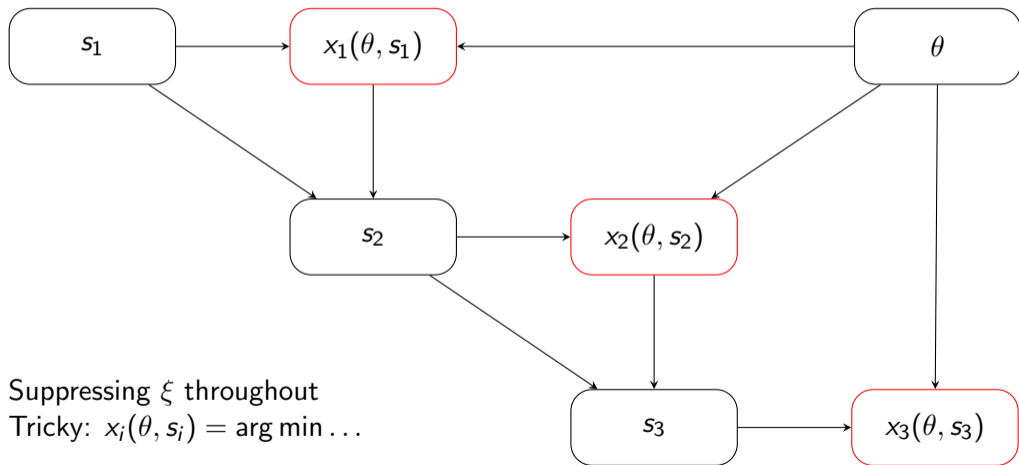 s₁
x₁(θ, s₁)
θ
s₂
x₂(θ, s₂)
s₃
x₃(θ, s₃)
Suppressing ξ throughout
Tricky: xᵢ(θ, sᵢ) = arg min …